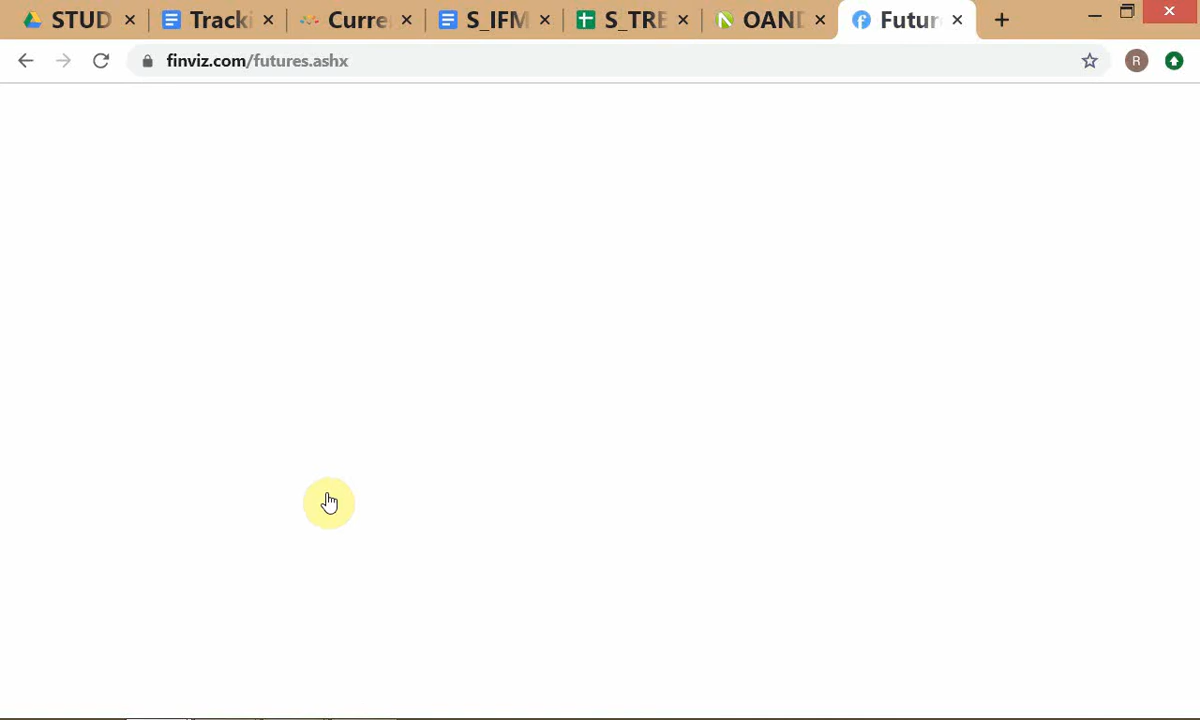 STUD
Tracki
Curre
S_IFM
S_TRE
OAND
Futur
finviz.com/futures.ashx
R